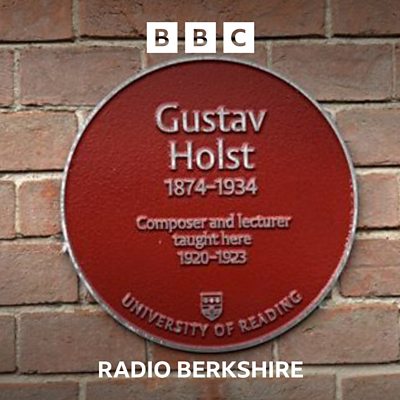 BBC
Gustav
Holst
1874–1934
Composer and lecturer
taught here
1920–1923
UNIVERSITY OF READING
RADIO BERKSHIRE